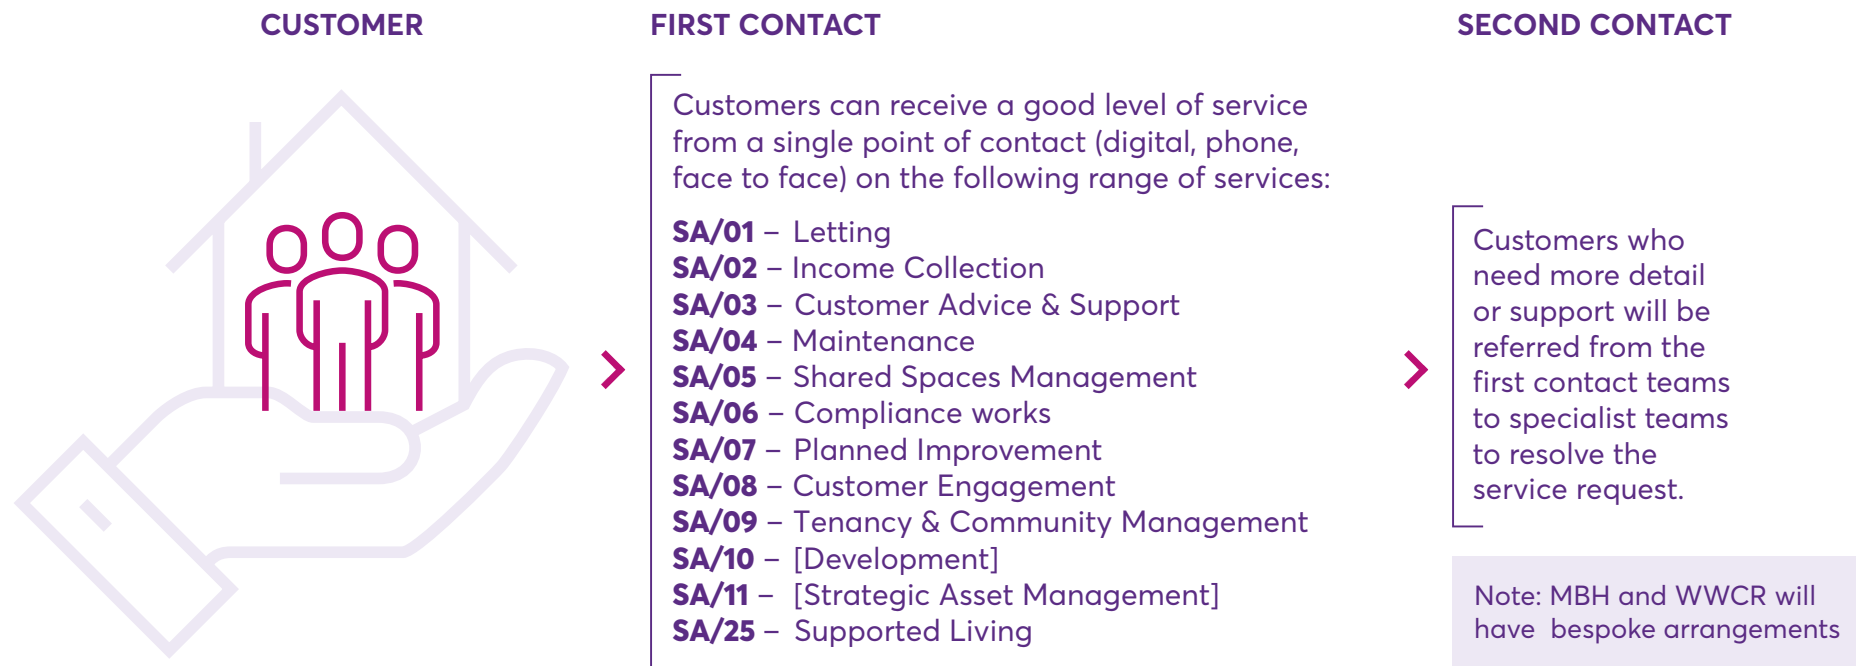 CUSTOMER
FIRST CONTACT
Customers can receive a good level of service
from a single point of contact (digital, phone,
face to face) on the following range of services:
SA/01 – Letting
SA/02 – Income Collection
SA/03 – Customer Advice & Support
SA/04 – Maintenance
SA/05 – Shared Spaces Management
SA/06 – Compliance works
SA/07 – Planned Improvement
SA/08 – Customer Engagement
SA/09 – Tenancy & Community Management
SA/10 – [Development]
SA/11 – [Strategic Asset Management]
SA/25 – Supported Living
SECOND CONTACT
Customers who
need more detail
or support will be
referred from the
first contact teams
to specialist teams
to resolve the
service request.
Note: MBH and WWCR will
have bespoke arrangements